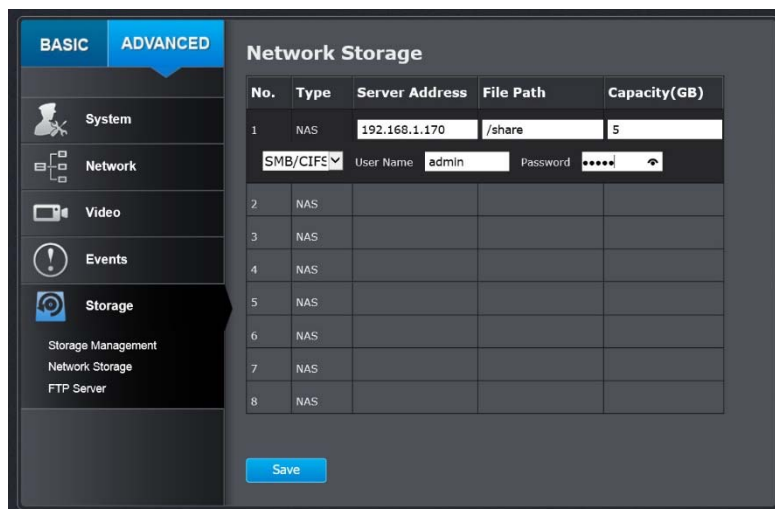 BASIC ADVANCED
Network Storage
No. Type Server Address File Path Capacity(GB)
1 NAS 192.168.1.170 /share 5
SMB/CIFS User Name admin Password •••••
2 NAS
3 NAS
4 NAS
5 NAS
6 NAS
7 NAS
8 NAS
Save
System
Network
Video
Events
Storage
Storage Management
Network Storage
FTP Server